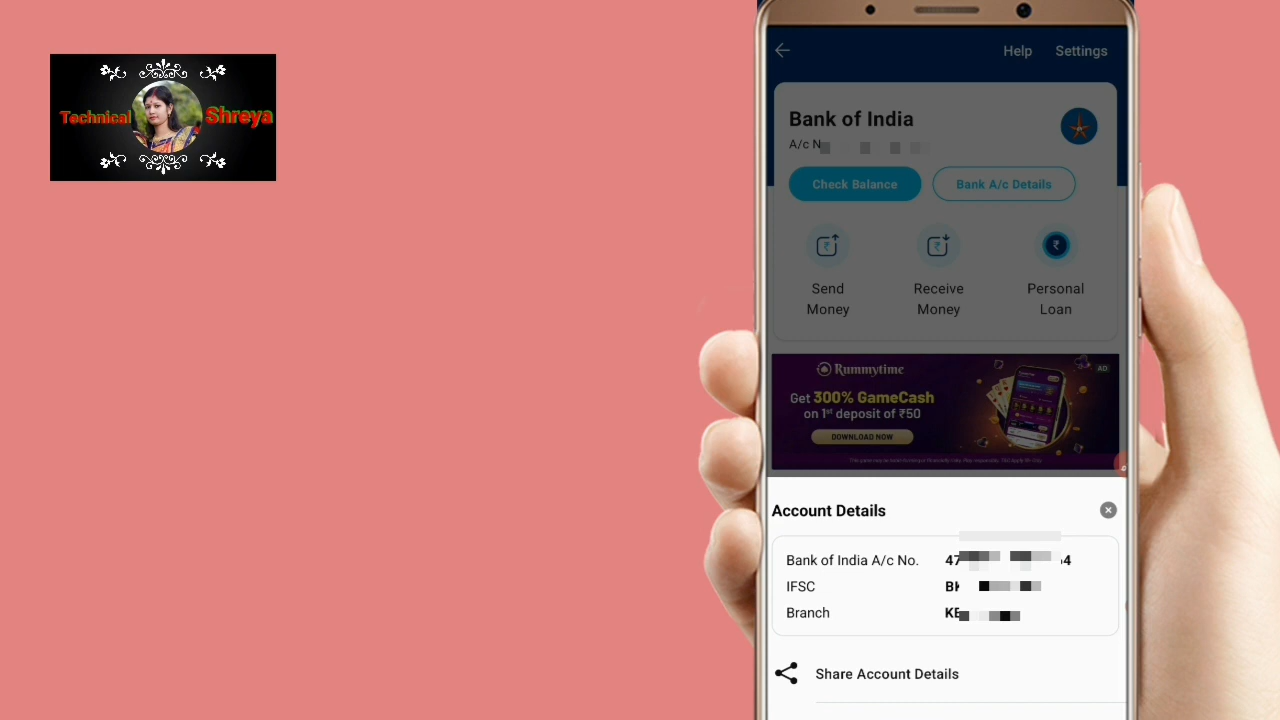 Technical Shreya
Help Settings
Bank of India
A/c N
Check Balance Bank A/c Details
Send Money
Receive Money
Personal Loan
Rummytime
AD
Get 300% GameCash
on 1st deposit of ₹50
DOWNLOAD NOW
Account Details
Bank of India A/c No. 47 4
IFSC
Branch
Share Account Details